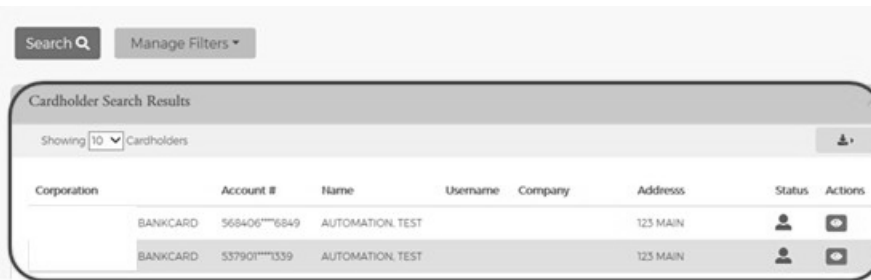 Search Manage Filters
Cardholder Search Results
Showing 10 Cardholders
Corporation Account # Name Username Company Addresss Status Actions
BANKCARD 568406****6849 AUTOMATION, TEST 123 MAIN
BANKCARD 537901****1339 AUTOMATION, TEST 123 MAIN